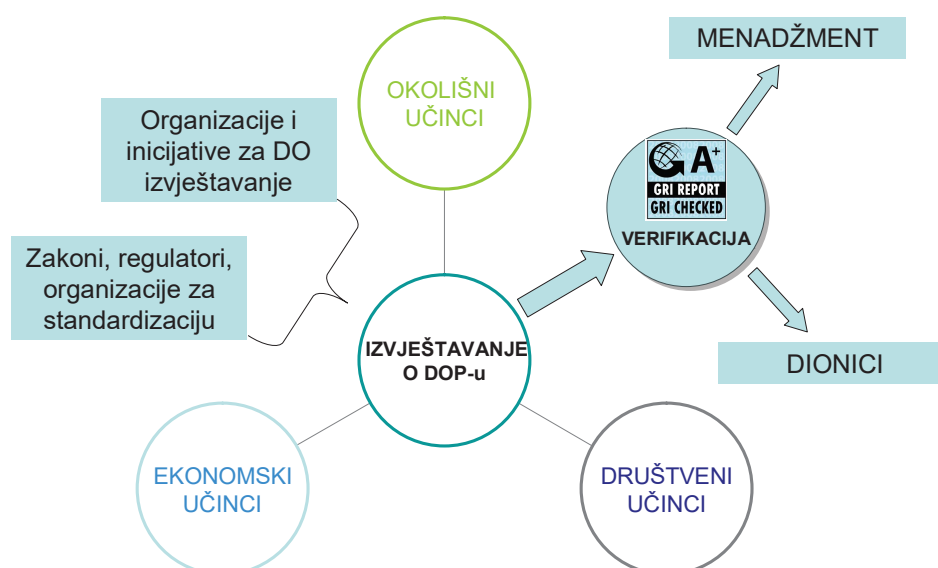 MENADŽMENT
OKOLIŠNI
UČINCI
Organizacije i
inicijative za DO
izvještavanje
G A+
GRI REPORT
GRI CHECKED
VERIFIKACIJA
Zakoni, regulatori,
organizacije za
standardizaciju
IZVJEŠTAVANJE
O DOP-u
DIONICI
EKONOMSKI
UČINCI
DRUŠTVENI
UČINCI